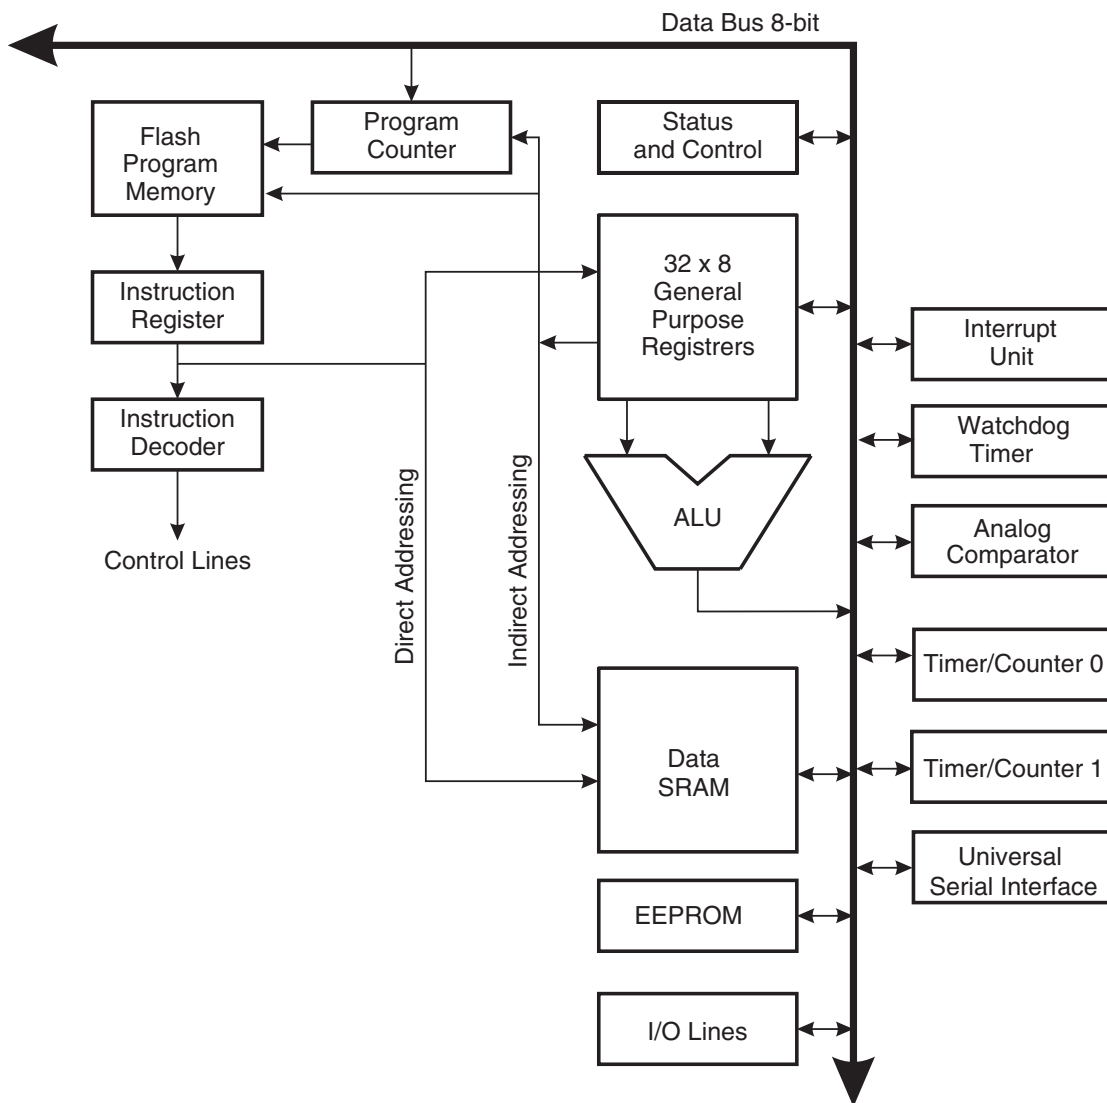 Data Bus 8-bit
Flash
Program
Memory
Program
Counter
Status
and Control
32 x 8
General
Purpose
Registrers
Instruction
Register
Instruction
Decoder
Control Lines
Direct Addressing
Indirect Addressing
ALU
Interrupt
Unit
Watchdog
Timer
Analog
Comparator
Timer/Counter 0
Data
SRAM
Timer/Counter 1
Universal
Serial Interface
EEPROM
I/O Lines